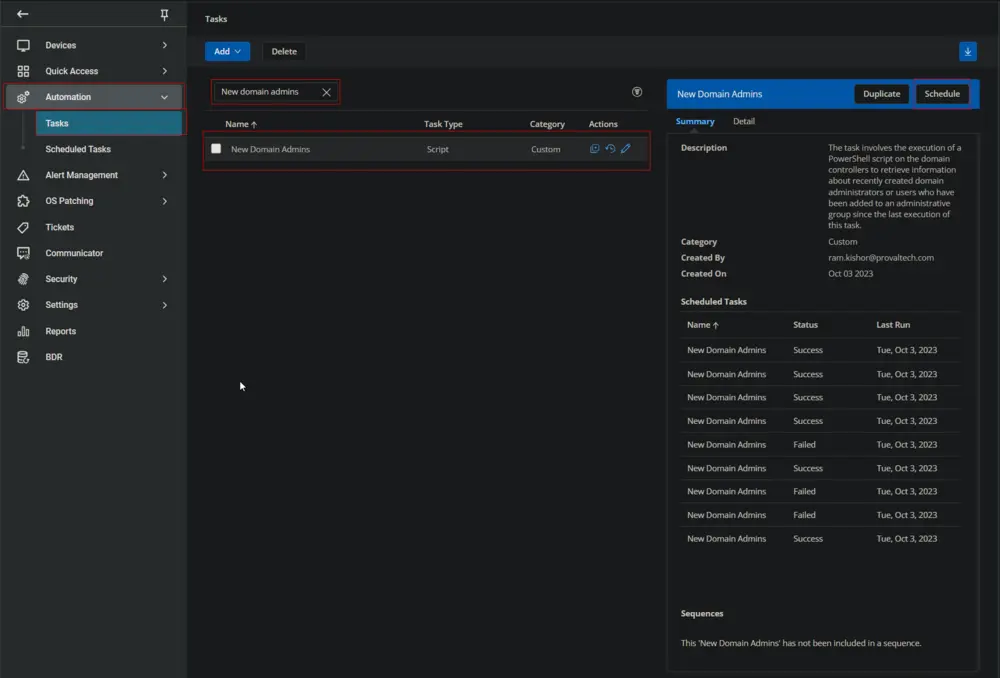 Devices
Quick Access
Automation
Tasks
Scheduled Tasks
Alert Management
OS Patching
Tickets
Communicator
Security
Settings
Reports
BDR
Tasks
Add
Delete
New domain admins
Name Task Type Category Actions
New Domain Admins Script Custom
New Domain Admins Duplicate Schedule
Summary Detail
Description The task involves the execution of a
PowerShell script on the domain
controllers to retrieve information
about recently created domain
administrators or users who have
been added to an administrative
group since the last execution of
this task.
Category Custom
Created By ram.kishor@provaltech.com
Created On Oct 03 2023
Scheduled Tasks
Name Status Last Run
New Domain Admins Success Tue, Oct 3, 2023
New Domain Admins Success Tue, Oct 3, 2023
New Domain Admins Success Tue, Oct 3, 2023
New Domain Admins Success Tue, Oct 3, 2023
New Domain Admins Failed Tue, Oct 3, 2023
New Domain Admins Success Tue, Oct 3, 2023
New Domain Admins Failed Tue, Oct 3, 2023
New Domain Admins Failed Tue, Oct 3, 2023
New Domain Admins Success Tue, Oct 3, 2023
Sequences
This 'New Domain Admins' has not been included in a sequence.